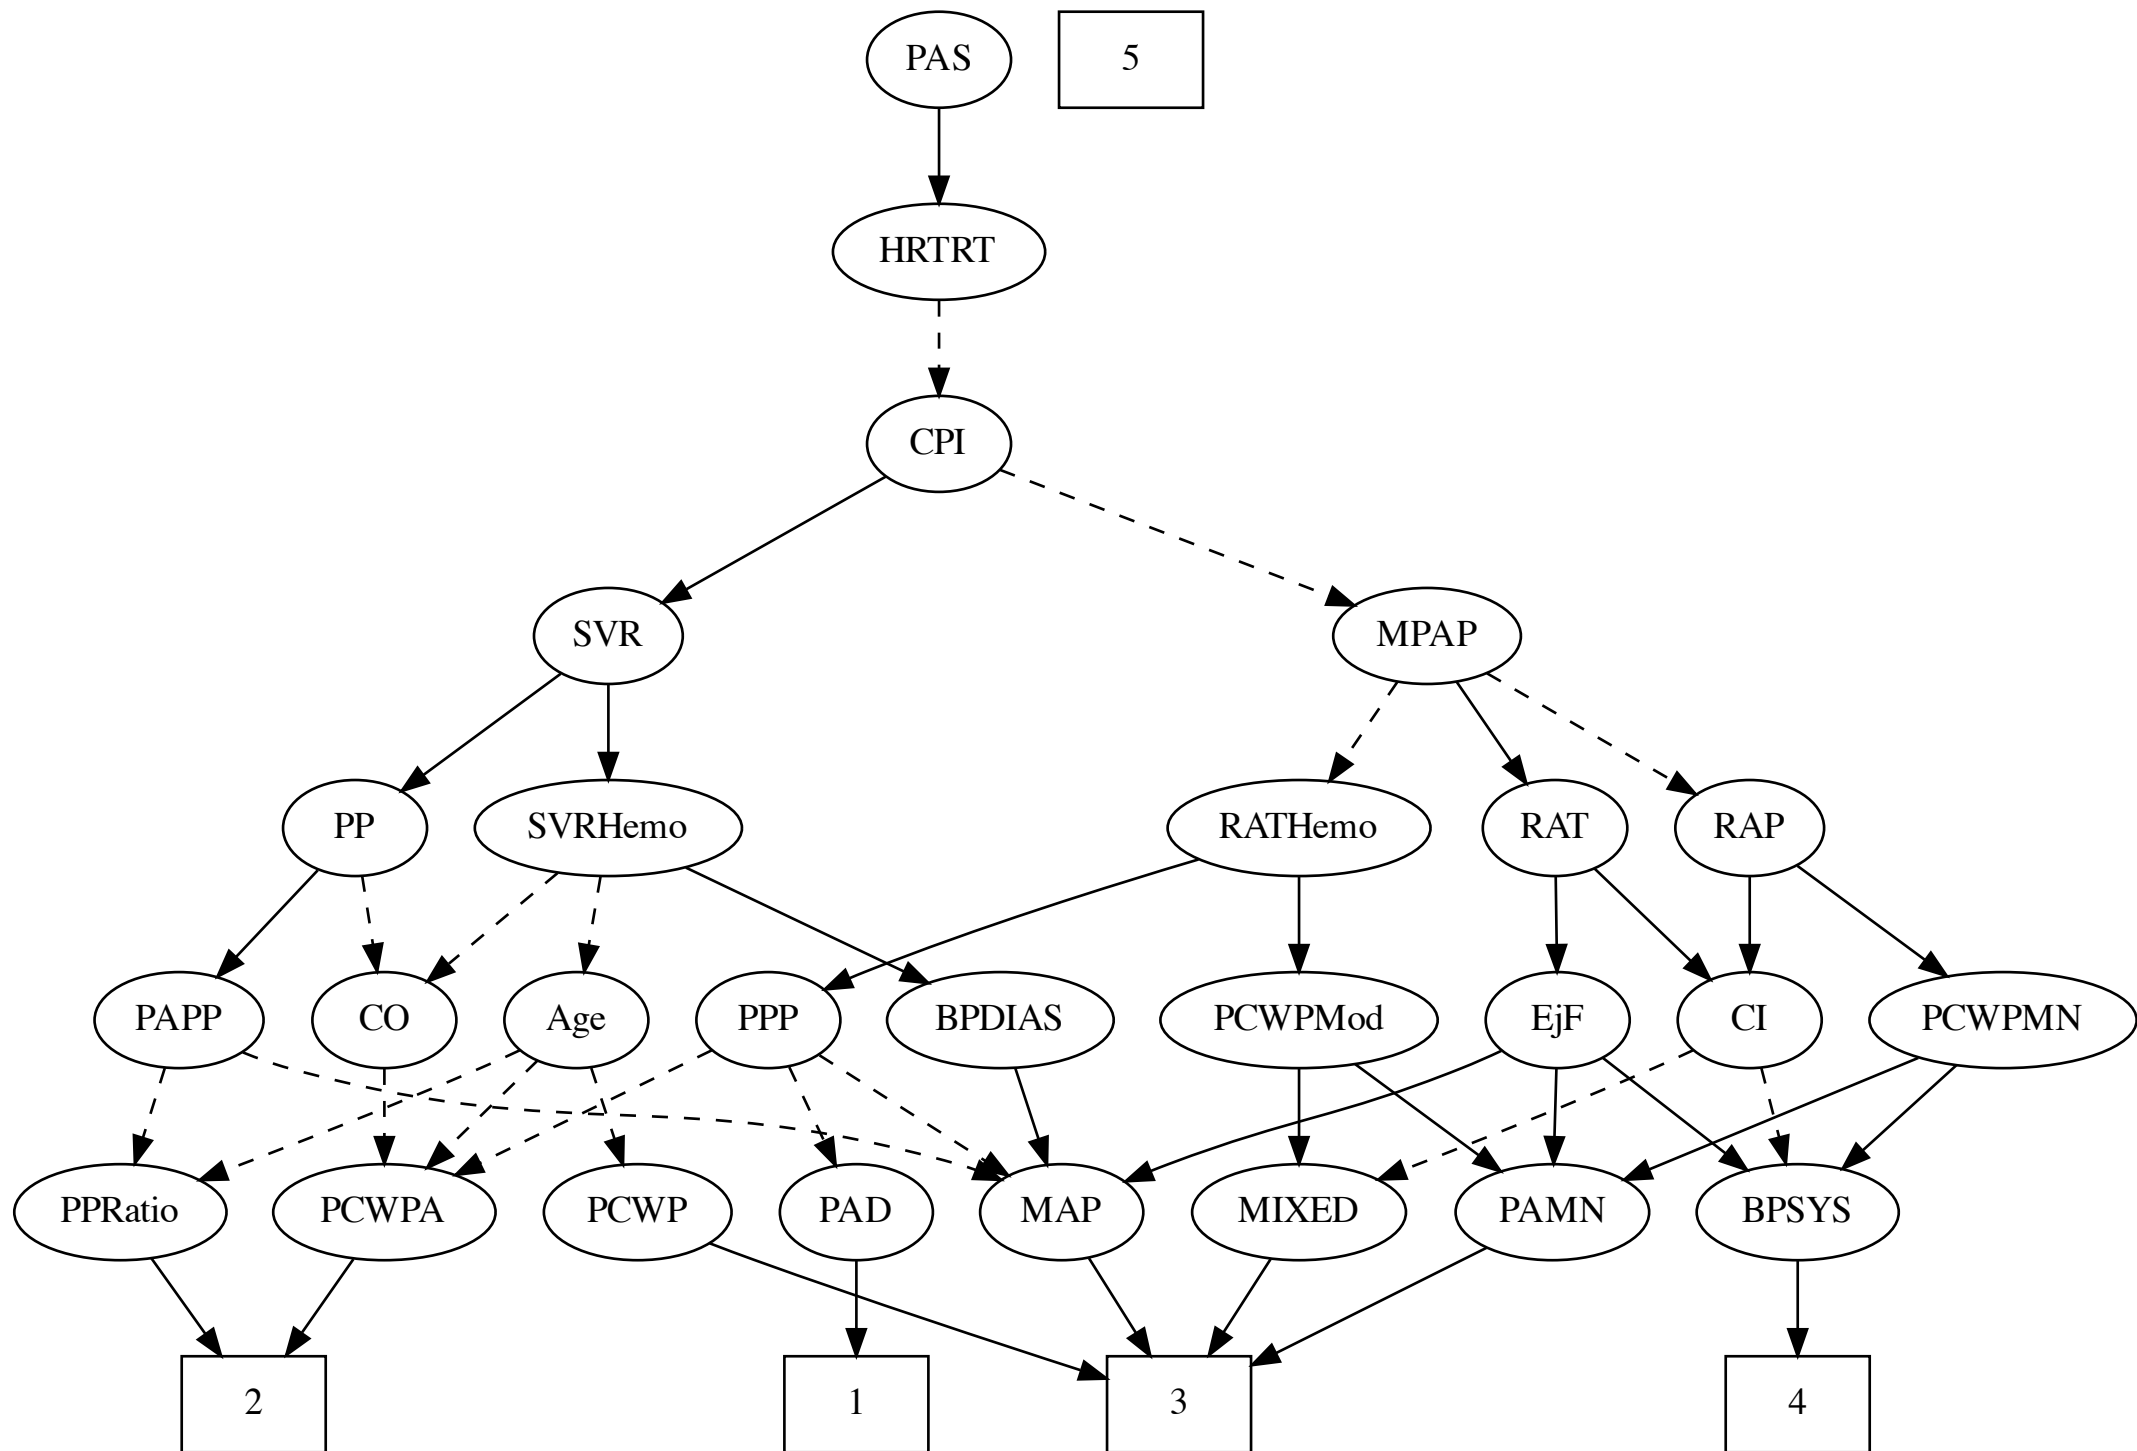 PAS
5
HRTRT
CPI
SVR
MPAP
PP
SVRHemo
RATHemo
RAT
RAP
PAPP
CO
Age
PPP
BPDIAS
PCWPMod
EjF
CI
PCWPMN
PPRatio
PCWPA
PCWP
PAD
MAP
MIXED
PAMN
BPSYS
2
1
3
4